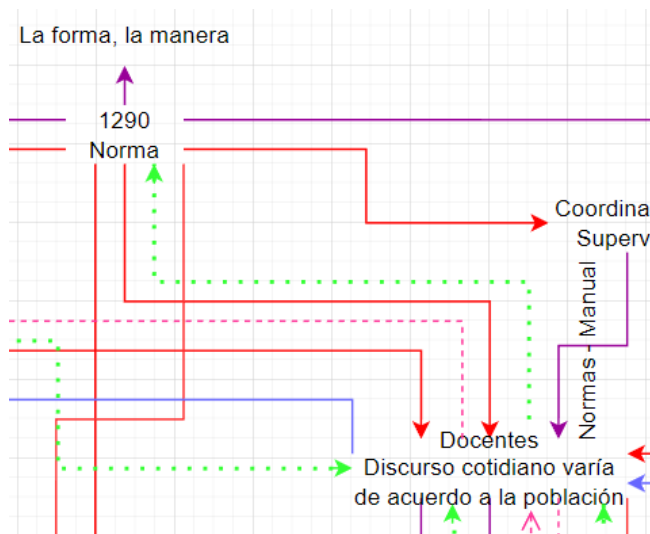 La forma, la manera
1290
Norma
Coordina
Superv
Normas - Manual
Docentes
Discurso cotidiano varía
de acuerdo a la población